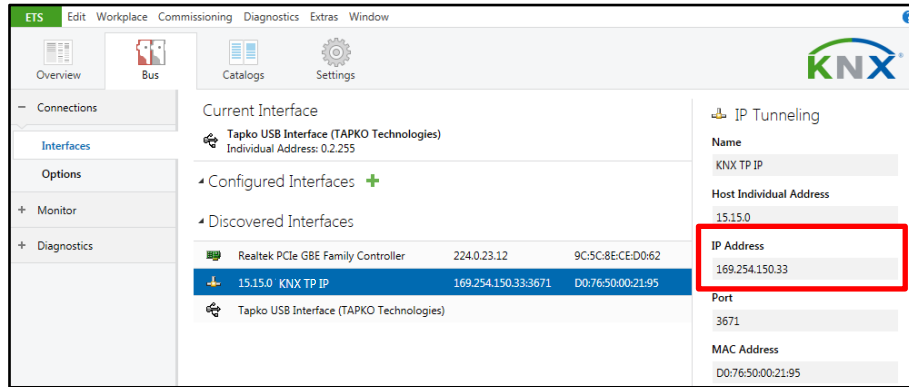 ETS Edit Workplace Commissioning Diagnostics Extras Window
Overview Bus Catalogs Settings
KNX
Connections
Interfaces
Options
Monitor
Diagnostics
Current Interface
Tapko USB Interface (TAPKO Technologies)
Individual Address: 0.2.255
Configured Interfaces
Discovered Interfaces
Realtek PCIe GBE Family Controller 224.0.23.12 9C:5C:8E:CE:D0:62
15.15.0 KNX TP IP 169.254.150.33:3671 D0:76:50:00:21:95
Tapko USB Interface (TAPKO Technologies)
IP Tunneling
Name
KNX TP IP
Host Individual Address
15.15.0
IP Address
169.254.150.33
Port
3671
MAC Address
D0:76:50:00:21:95